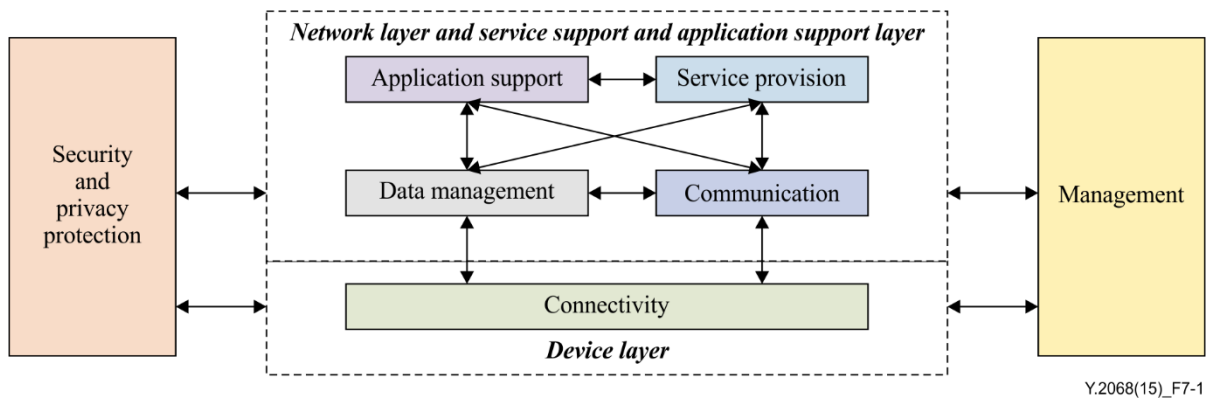 Network layer and service support and application support layer
Application support
Service provision
Security
and
privacy
protection
Data management
Communication
Management
Connectivity
Device layer
Y.2068(15)_F7-1